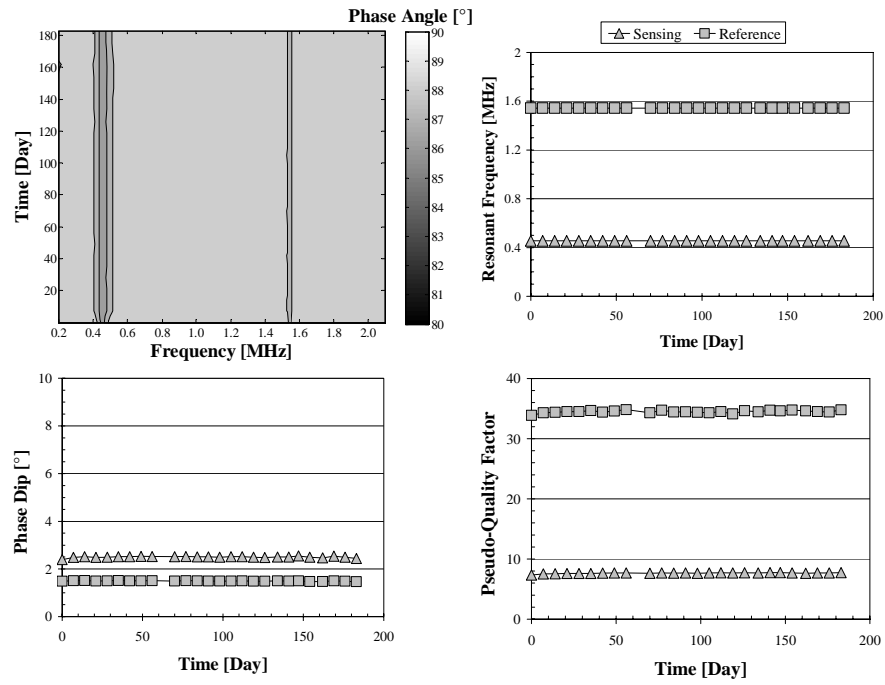 Phase Angle [°]
180
160
140
120
100
80
60
40
20
Time [Day]
0.2 0.4 0.6 0.8 1.0 1.2 1.4 1.6 1.8 2.0
Frequency [MHz]
90
89
88
87
86
85
84
83
82
81
80
Sensing Reference
2
1.6
1.2
0.8
0.4
0
Resonant Frequency [MHz]
0 50 100 150 200
Time [Day]
10
8
6
4
2
0
Phase Dip [°]
0 50 100 150 200
Time [Day]
40
30
20
10
0
Pseudo-Quality Factor
0 50 100 150 200
Time [Day]